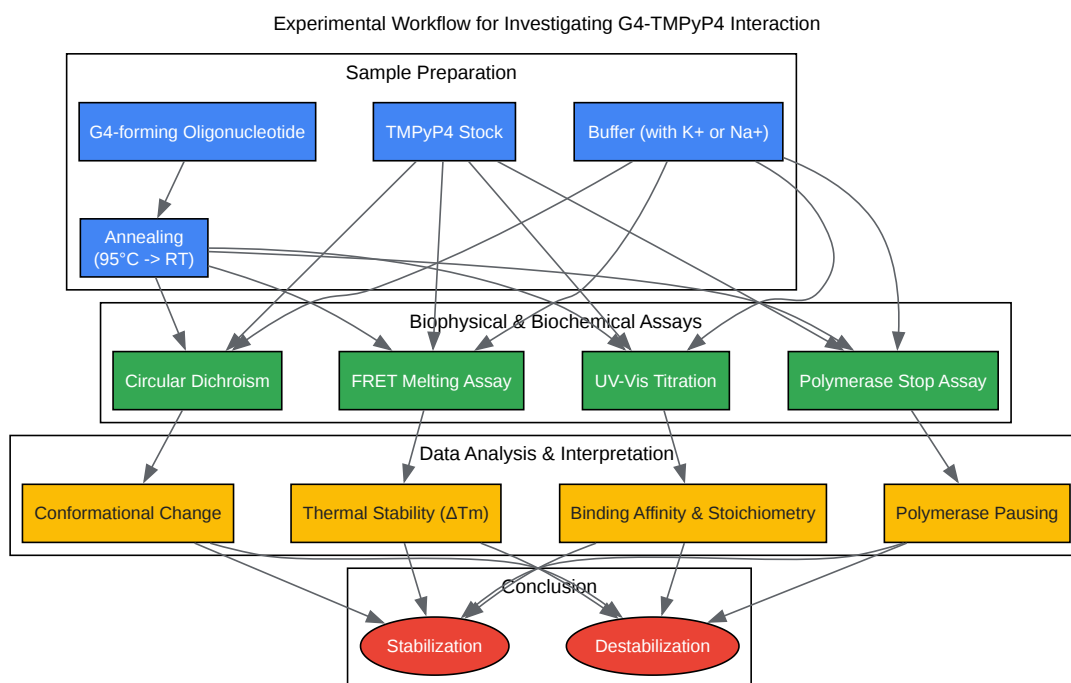 Experimental Workflow for Investigating G4-TMPyP4 Interaction
Sample Preparation
G4-forming Oligonucleotide
TMPyP4 Stock
Buffer (with K+ or Na+)
Annealing
(95°C -> RT)
Biophysical & Biochemical Assays
Circular Dichroism
FRET Melting Assay
UV-Vis Titration
Polymerase Stop Assay
Data Analysis & Interpretation
Conformational Change
Thermal Stability (ΔTm)
Binding Affinity & Stoichiometry
Polymerase Pausing
Conclusion
Stabilization
Destabilization